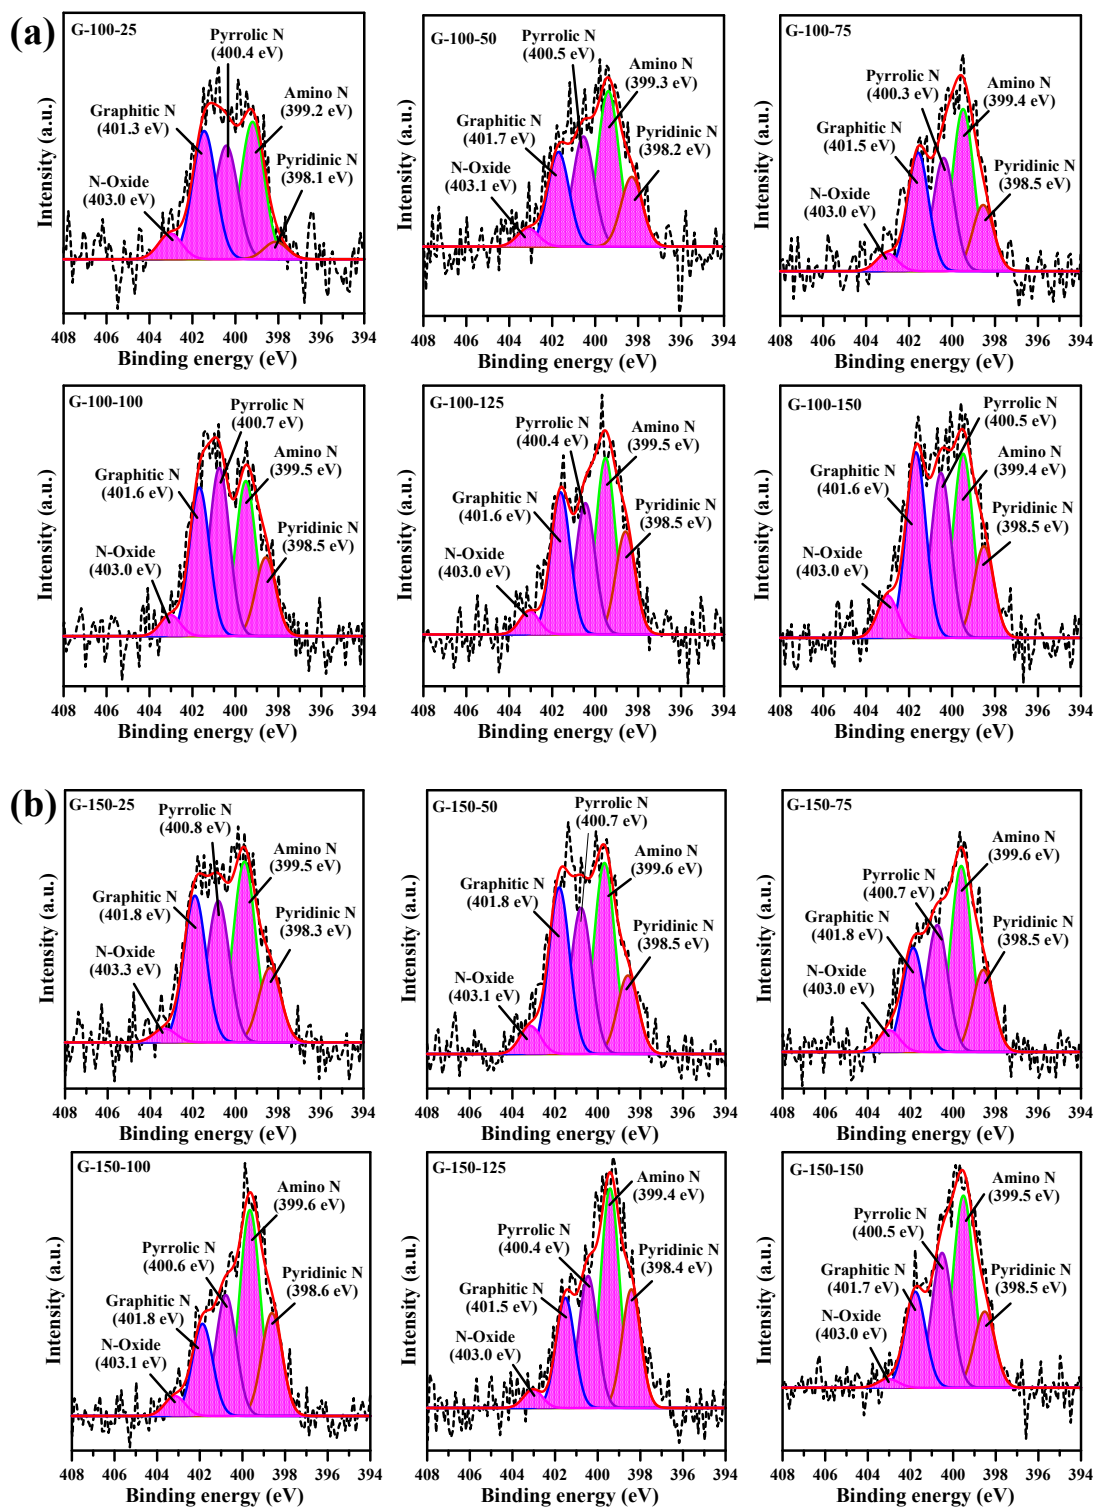 (a)
G-100-25
Pyrrolic N
(400.4 eV)
Graphitic N
(401.3 eV)
Amino N
(399.2 eV)
N-Oxide
(403.0 eV)
Pyridinic N
(398.1 eV)
Intensity (a.u.)
408 406 404 402 400 398 396 394
Binding energy (eV)
G-100-50
Pyrrolic N
(400.5 eV)
Amino N
(399.3 eV)
Graphitic N
(401.7 eV)
Pyridinic N
(398.2 eV)
N-Oxide
(403.1 eV)
Intensity (a.u.)
408 406 404 402 400 398 396 394
Binding energy (eV)
G-100-75
Pyrrolic N
(400.3 eV)
Amino N
(399.4 eV)
Graphitic N
(401.5 eV)
Pyridinic N
(398.5 eV)
N-Oxide
(403.0 eV)
Intensity (a.u.)
408 406 404 402 400 398 396 394
Binding energy (eV)
G-100-100
Pyrrolic N
(400.7 eV)
Graphitic N
(401.6 eV)
Amino N
(399.5 eV)
N-Oxide
(403.0 eV)
Pyridinic N
(398.5 eV)
Intensity (a.u.)
408 406 404 402 400 398 396 394
Binding energy (eV)
G-100-125
Pyrrolic N
(400.4 eV)
Amino N
(399.5 eV)
Graphitic N
(401.6 eV)
Pyridinic N
(398.5 eV)
N-Oxide
(403.0 eV)
Intensity (a.u.)
408 406 404 402 400 398 396 394
Binding energy (eV)
G-100-150
Pyrrolic N
(400.5 eV)
Amino N
(399.4 eV)
Graphitic N
(401.6 eV)
Pyridinic N
(398.5 eV)
N-Oxide
(403.0 eV)
Intensity (a.u.)
408 406 404 402 400 398 396 394
Binding energy (eV)
(b)
G-150-25
Pyrrolic N
(400.8 eV)
Amino N
(399.5 eV)
Graphitic N
(401.8 eV)
Pyridinic N
(398.3 eV)
N-Oxide
(403.3 eV)
Intensity (a.u.)
408 406 404 402 400 398 396 394
Binding energy (eV)
G-150-50
Pyrrolic N
(400.7 eV)
Amino N
(399.6 eV)
Graphitic N
(401.8 eV)
Pyridinic N
(398.5 eV)
N-Oxide
(403.1 eV)
Intensity (a.u.)
408 406 404 402 400 398 396 394
Binding energy (eV)
G-150-75
Amino N
(399.6 eV)
Pyrrolic N
(400.7 eV)
Graphitic N
(401.8 eV)
Pyridinic N
(398.5 eV)
N-Oxide
(403.0 eV)
Intensity (a.u.)
408 406 404 402 400 398 396 394
Binding energy (eV)
G-150-100
Amino N
(399.6 eV)
Pyrrolic N
(400.6 eV)
Pyridinic N
(398.6 eV)
Graphitic N
(401.8 eV)
N-Oxide
(403.1 eV)
Intensity (a.u.)
408 406 404 402 400 398 396 394
Binding energy (eV)
G-150-125
Amino N
(399.4 eV)
Pyrrolic N
(400.4 eV)
Pyridinic N
(398.4 eV)
Graphitic N
(401.5 eV)
N-Oxide
(403.0 eV)
Intensity (a.u.)
408 406 404 402 400 398 396 394
Binding energy (eV)
G-150-150
Amino N
(399.5 eV)
Pyrrolic N
(400.5 eV)
Graphitic N
(401.7 eV)
Pyridinic N
(398.5 eV)
N-Oxide
(403.0 eV)
Intensity (a.u.)
408 406 404 402 400 398 396 394
Binding energy (eV)